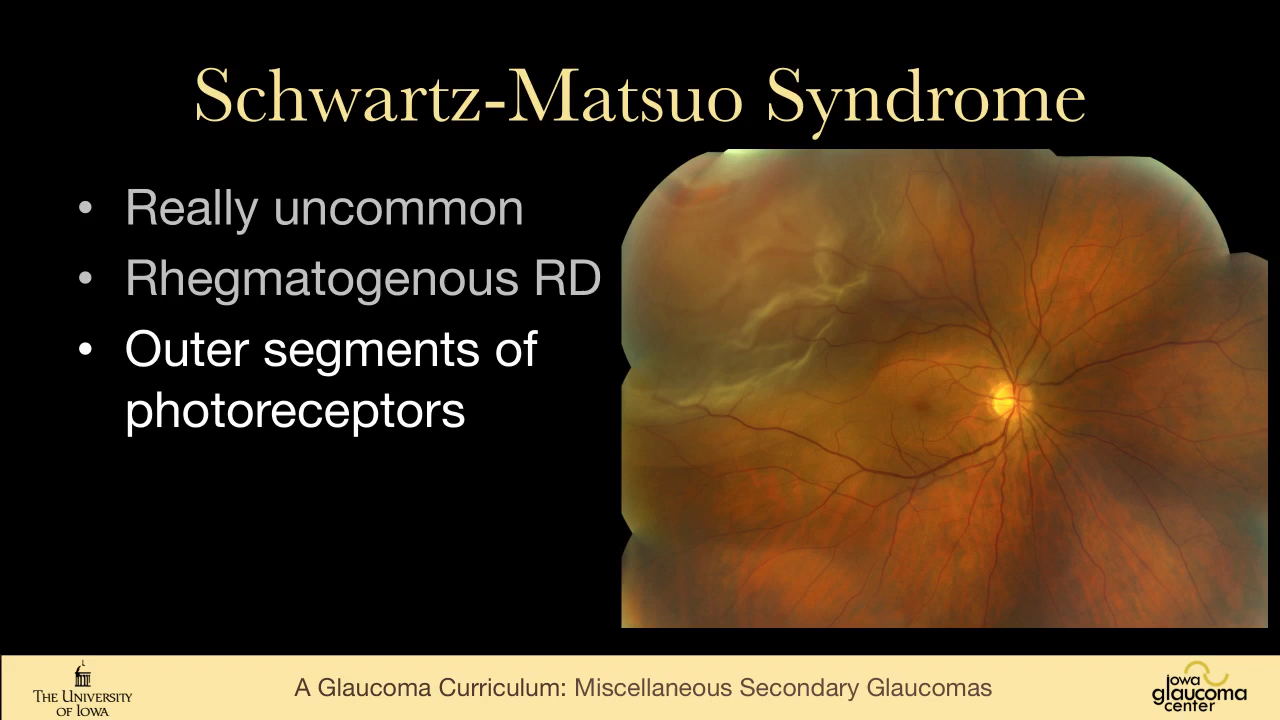 Schwartz-Matsuo Syndrome
• Really uncommon
• Rhegmatogenous RD
• Outer segments of
photoreceptors
THE UNIVERSITY
OF IOWA
A Glaucoma Curriculum: Miscellaneous Secondary Glaucomas
iowa
glaucoma
center